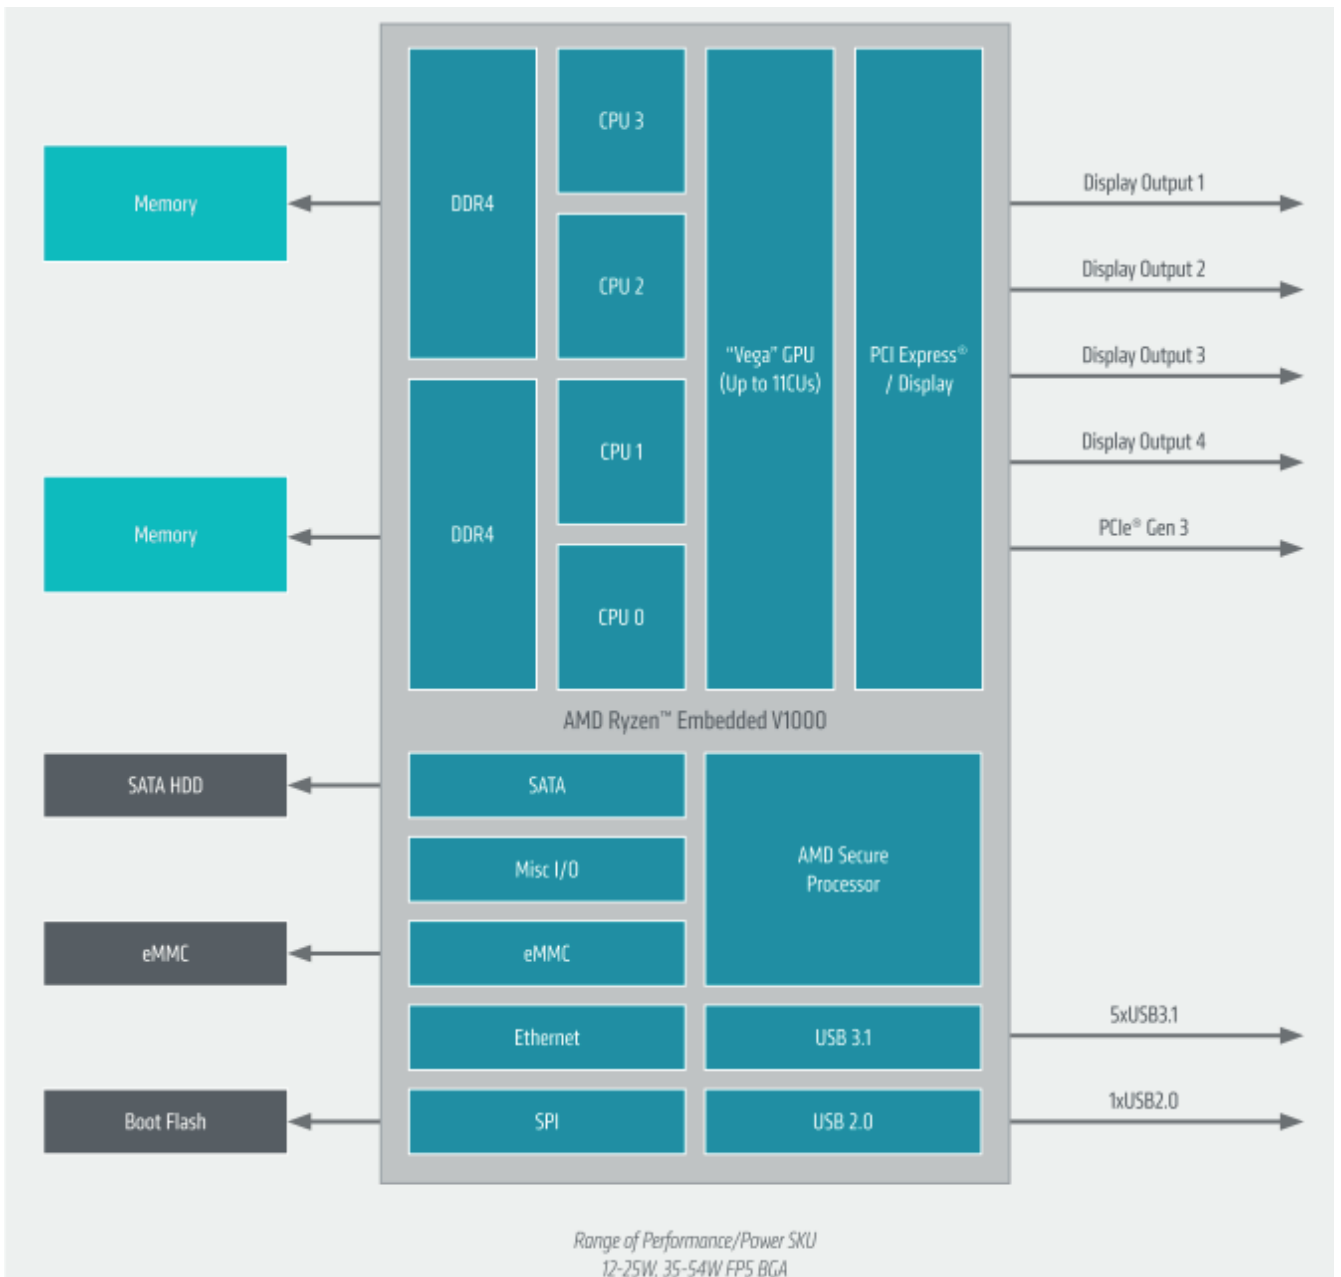 CPU 3
Memory
DDR4
Display Output 1
CPU 2
Display Output 2
"Vega" GPU
(Up to 11CUs)
PCI Express®
/ Display
Display Output 3
CPU 1
Display Output 4
Memory
DDR4
PCIe® Gen 3
CPU 0
AMD Ryzen™ Embedded V1000
SATA HDD
SATA
Misc I/O
AMD Secure
Processor
eMMC
eMMC
Ethernet
USB 3.1
5xUSB3.1
Boot Flash
SPI
USB 2.0
1xUSB2.0
Range of Performance/Power SKU
12-25W, 35-54W FP5 BGA